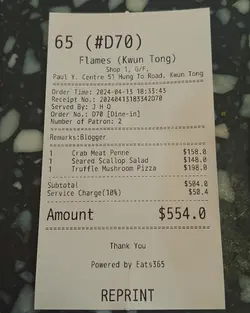 65 (#D70)
Flames (Kwun Tong)
Shop 1, G/F,
Paul Y. Centre 51 Hung To Road, Kwun Tong
Order Time: 2024-04-13 18:33:43
Receipt No.: 20240413183342D70
Served By: J H Q
Order No.: D70 [Dine-in]
Number of Patron: 2
Remarks:Blogger
1 Crab Meat Penne $158.0
1 Seared Scallop Salad $148.0
1 Truffle Mushroom Pizza $198.0
Subtotal $504.0
Service Charge(10%) $50.4
Amount $554.0
Thank You
Powered by Eats365
REPRINT